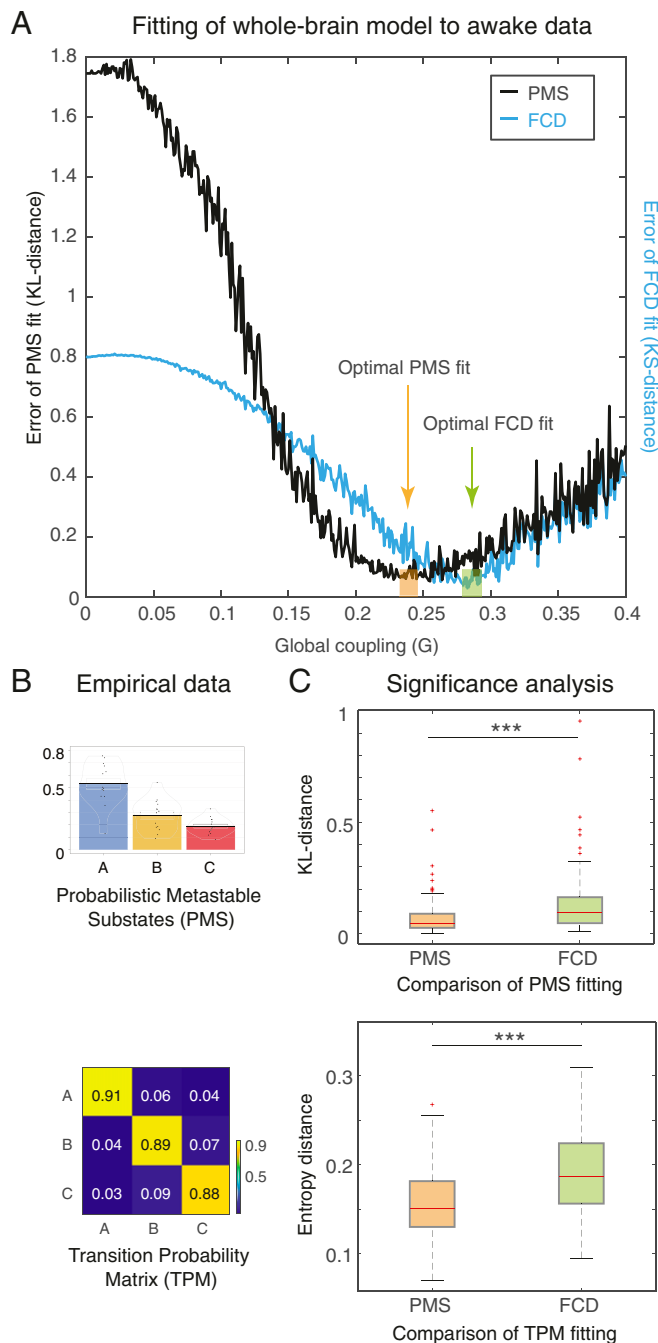 A Fitting of whole-brain model to awake data
1.8
1.6
1.4
1.2
1
0.8
0.6
0.4
0.2
0
Error of PMS fit (KL-distance)
PMS
FCD
Error of FCD fit (KS-distance)
Optimal PMS fit
Optimal FCD fit
0 0.05 0.1 0.15 0.2 0.25 0.3 0.35 0.4
Global coupling (G)
B Empirical data
0.8
0.5
0
A B C
Probabilistic Metastable
Substates (PMS)
A 0.91 0.06 0.04
B 0.04 0.89 0.07
C 0.03 0.09 0.88
A B C
0.9
0.5
Transition Probability
Matrix (TPM)
C Significance analysis
1
0.5
0
KL-distance
***
PMS FCD
Comparison of PMS fitting
0.3
0.2
0.1
Entropy distance
***
PMS FCD
Comparison of TPM fitting